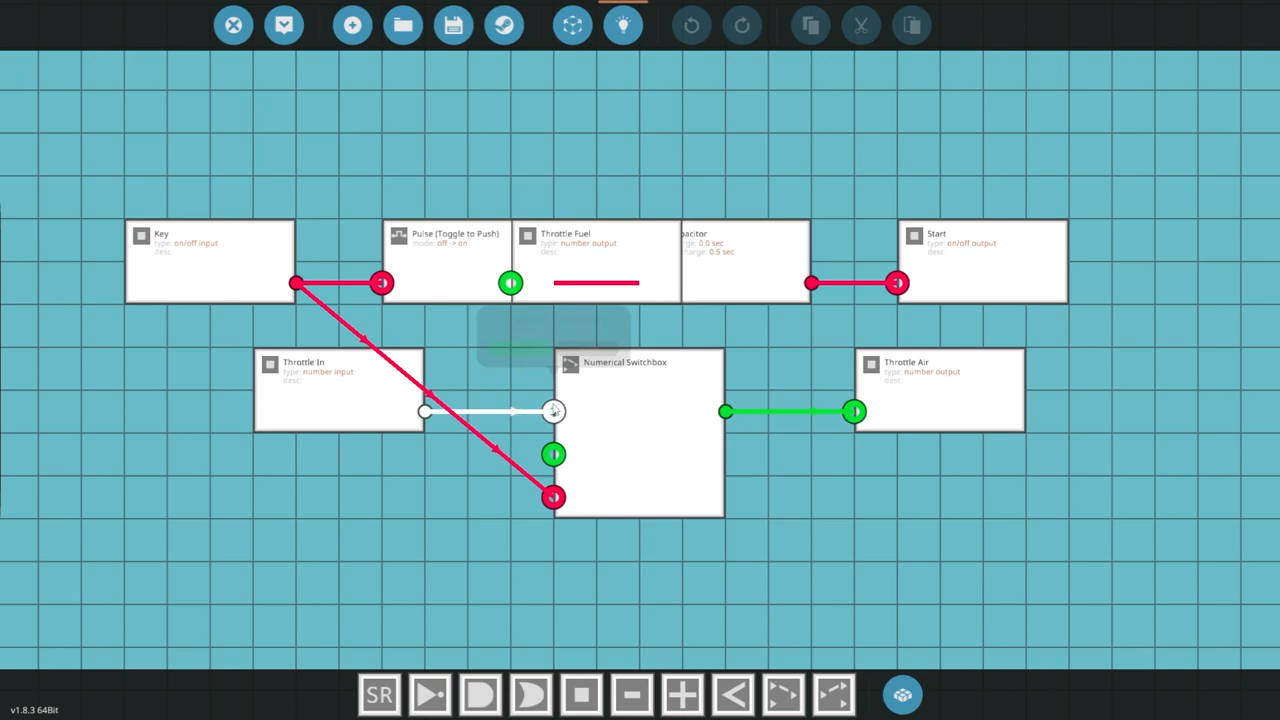 Key
type: on/off input
desc:
Pulse (Toggle to Push)
mode: off -> on
Throttle Fuel
type: number output
desc:
pacitor
rge: 0.0 sec
charge: 0.5 sec
Start
type: on/off output
desc:
Throttle In
type: number input
desc:
Numerical Switchbox
Throttle Air
type: number output
desc:
SR
v1.8.3 64Bit